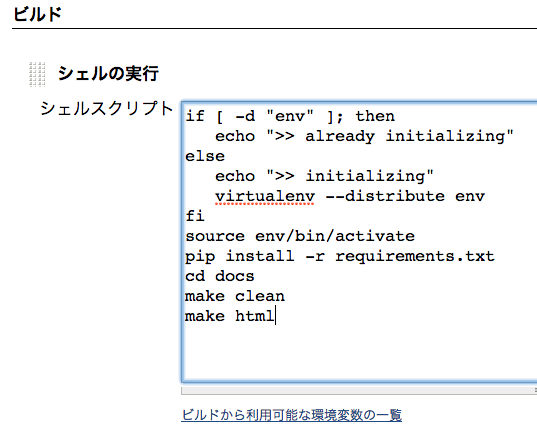 ビルド
シェルの実行
シェルスクリプト
if [ -d "env" ]; then
   echo ">> already initializing"
else
   echo ">> initializing"
   virtualenv --distribute env
fi
source env/bin/activate
pip install -r requirements.txt
cd docs
make clean
make html
ビルドから利用可能な環境変数の一覧